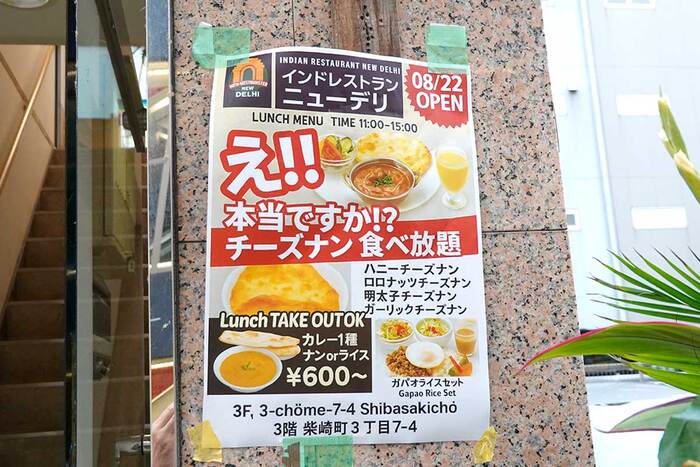 INDIAN RESTAURANT NEW DELHI
インドレストラン
ニューデリ
NEW
DELHI
08/22
OPEN
LUNCH MENU TIME 11:00-15:00
え!!
本当ですか!?
チーズナン 食べ放題
ハニーチーズナン
ロロナッツチーズナン
明太子チーズナン
ガーリックチーズナン
Lunch TAKE OUTOK
カレー1種
ナンorライス
¥600~
ガパオライスセット
Gapao Rice Set
3F, 3-chōme-7-4 Shibasakichō
3階 柴崎町3丁目7-4